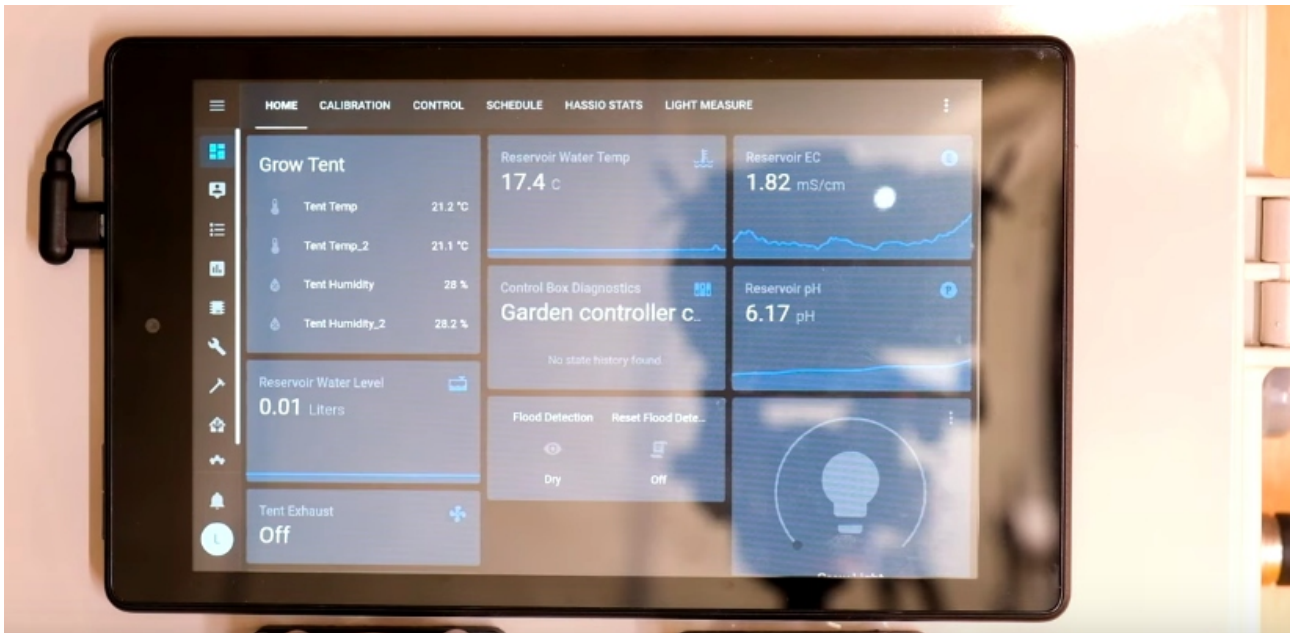 HOME CALIBRATION CONTROL SCHEDULE HASSIO STATS LIGHT MEASURE
Grow Tent
Tent Temp 21.2 °C
Tent Temp_2 21.1 °C
Tent Humidity 28 %
Tent Humidity_2 28.2 %
Reservoir Water Level
0.01 Liters
Tent Exhaust
Off
Reservoir Water Temp
17.4 C
Control Box Diagnostics
Garden controller c..
No state history found
Flood Detection Reset Flood Dete...
Dry Off
Reservoir EC
1.82 mS/cm
Reservoir pH
6.17 pH
L